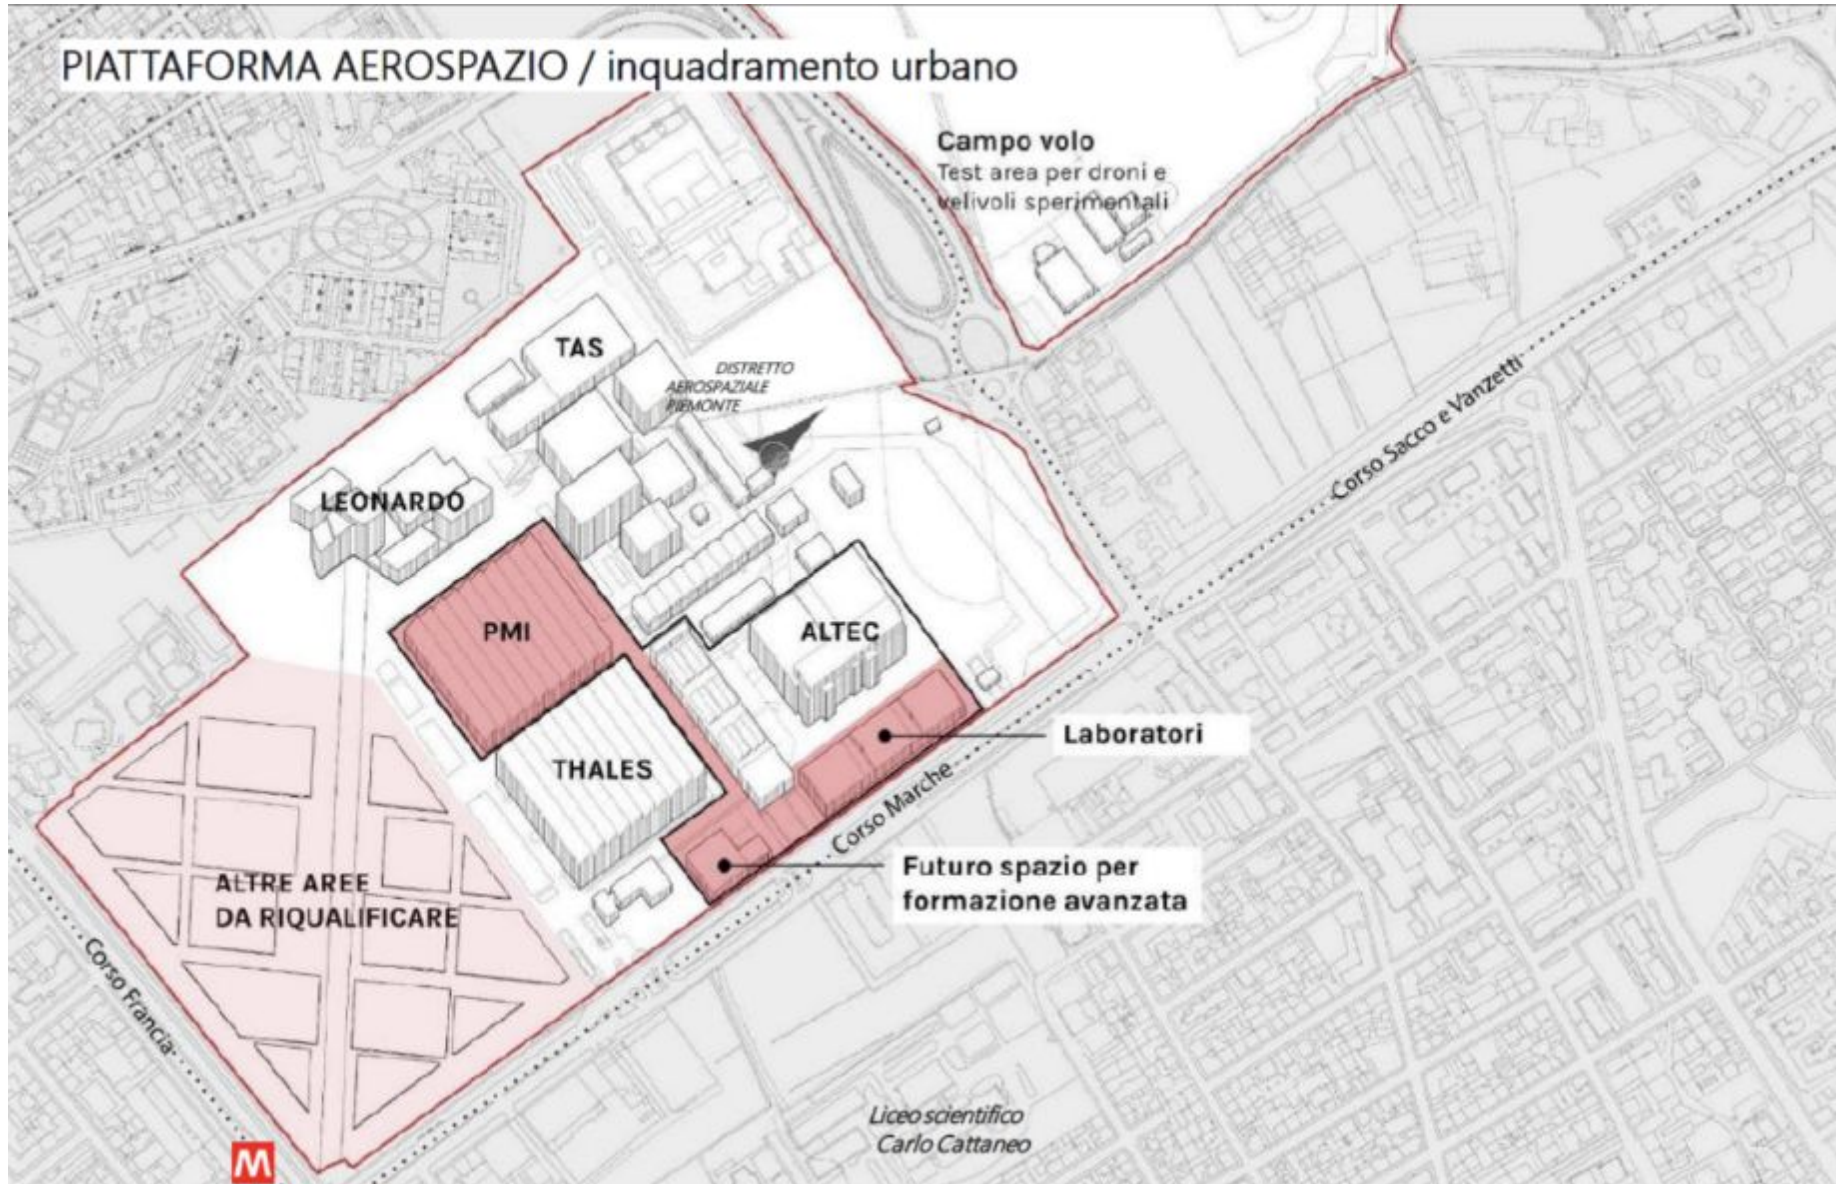 PIATTAFORMA AEROSPAZIO / inquadramento urbano
Campo volo
Test area per droni e
velivoli sperimentali
TAS
DISTRETTO
AEROSPAZIALE
PIEMONTE
LEONARDO
PMI
ALTEC
THALES
Corso Sacco e Vanzetti
Laboratori
Corso Marche
Futuro spazio per
formazione avanzata
ALTRE AREE
DA RIQUALIFICARE
Corso Francia
M
Liceo scientifico
Carlo Cattaneo